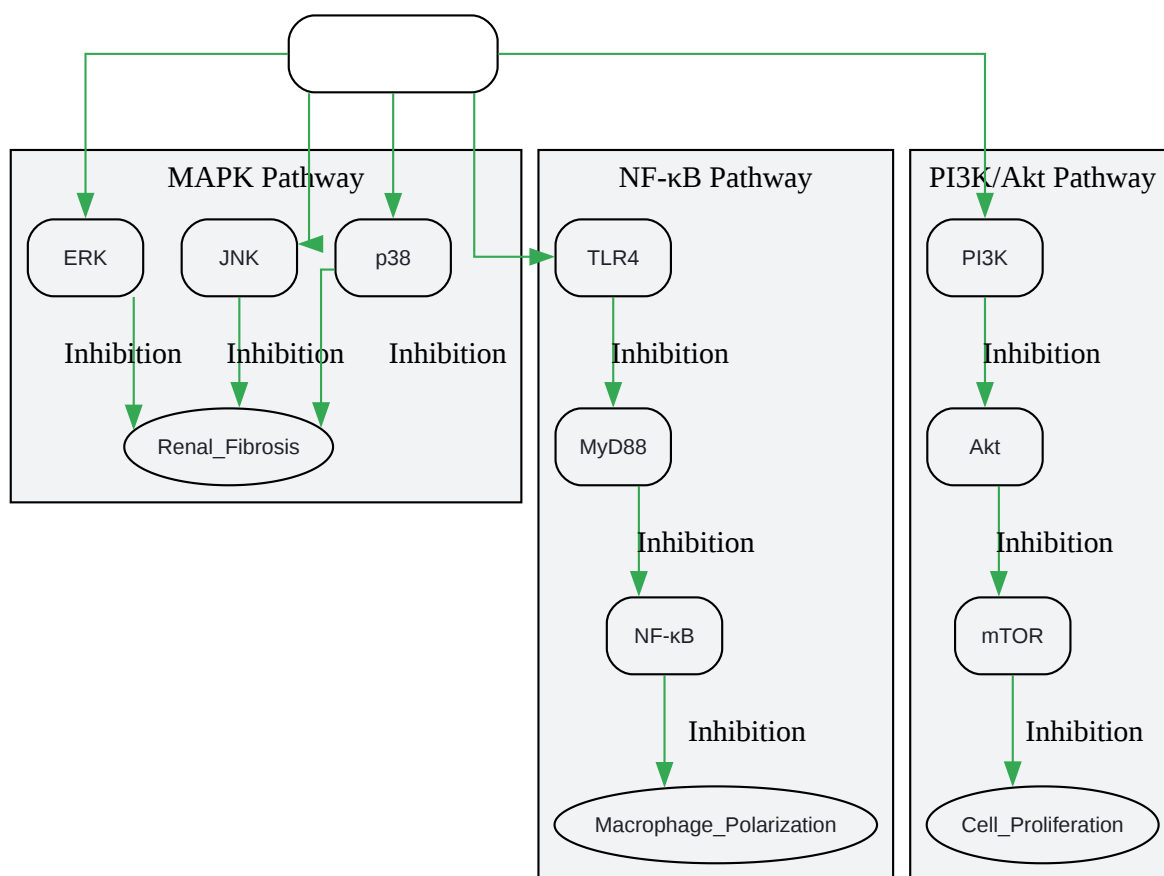 MAPK Pathway
NF-κB Pathway
PI3K/Akt Pathway
ERK
JNK
p38
TLR4
PI3K
Inhibition
Inhibition
Inhibition
Inhibition
Inhibition
Renal_Fibrosis
MyD88
Akt
Inhibition
Inhibition
NF-κB
mTOR
Inhibition
Inhibition
Macrophage_Polarization
Cell_Proliferation